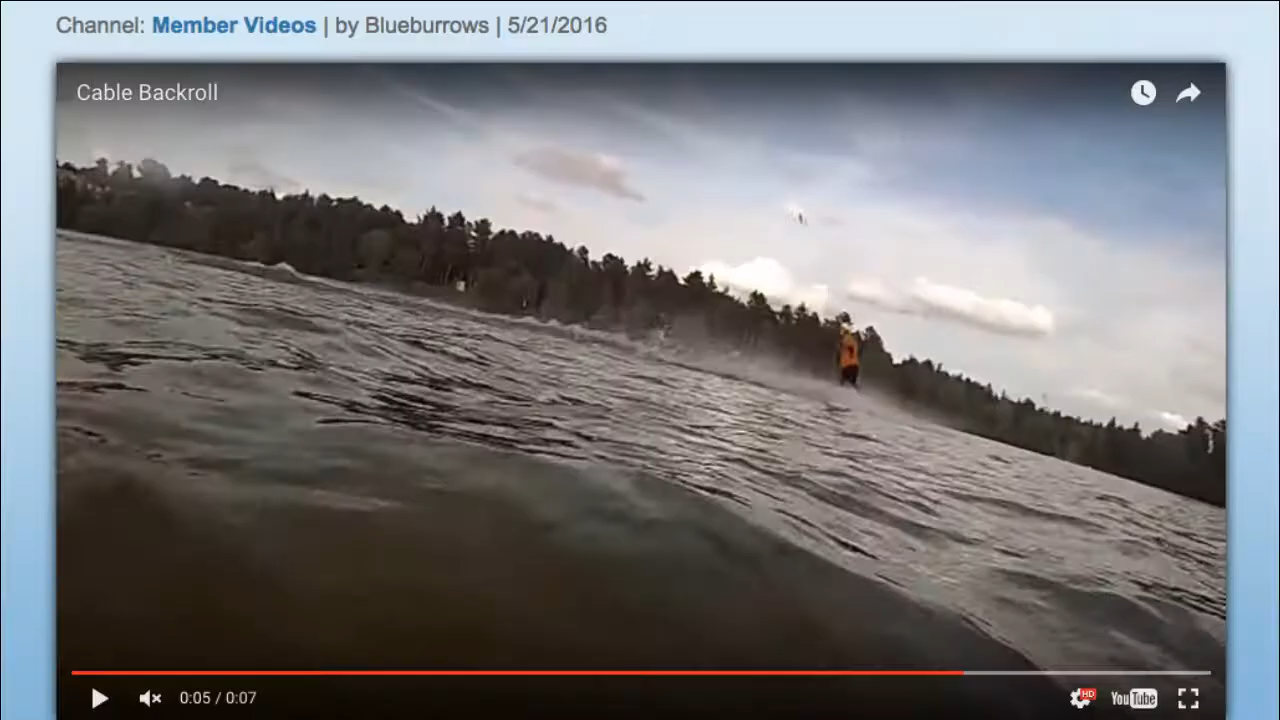 Channel: Member Videos | by Blueburrows | 5/21/2016
Cable Backroll
0:05 / 0:07
HD
YouTube